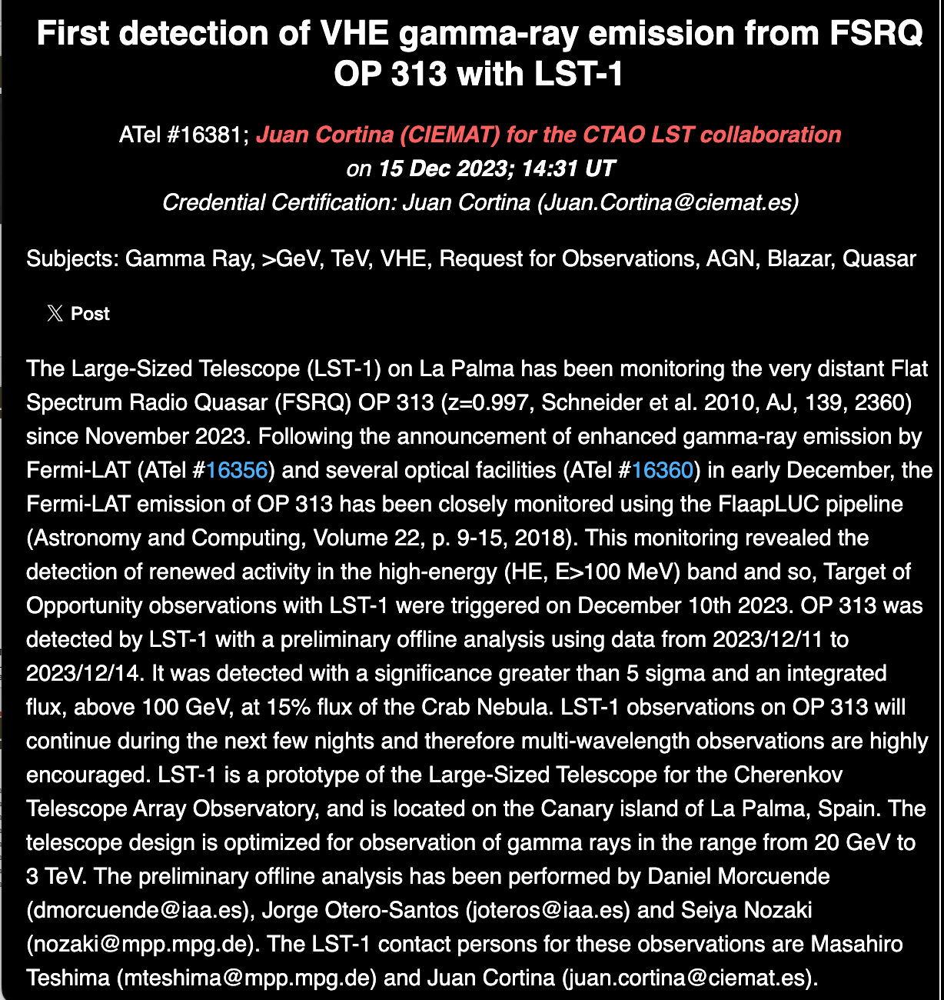 First detection of VHE gamma-ray emission from FSRQ
OP 313 with LST-1
ATel #16381; Juan Cortina (CIEMAT) for the CTAO LST collaboration
on 15 Dec 2023; 14:31 UT
Credential Certification: Juan Cortina (Juan.Cortina@ciemat.es)
Subjects: Gamma Ray, >GeV, TeV, VHE, Request for Observations, AGN, Blazar, Quasar
𝕏 Post
The Large-Sized Telescope (LST-1) on La Palma has been monitoring the very distant Flat
Spectrum Radio Quasar (FSRQ) OP 313 (z=0.997, Schneider et al. 2010, AJ, 139, 2360)
since November 2023. Following the announcement of enhanced gamma-ray emission by
Fermi-LAT (ATel #16356) and several optical facilities (ATel #16360) in early December, the
Fermi-LAT emission of OP 313 has been closely monitored using the FlaapLUC pipeline
(Astronomy and Computing, Volume 22, p. 9-15, 2018). This monitoring revealed the
detection of renewed activity in the high-energy (HE, E>100 MeV) band and so, Target of
Opportunity observations with LST-1 were triggered on December 10th 2023. OP 313 was
detected by LST-1 with a preliminary offline analysis using data from 2023/12/11 to
2023/12/14. It was detected with a significance greater than 5 sigma and an integrated
flux, above 100 GeV, at 15% flux of the Crab Nebula. LST-1 observations on OP 313 will
continue during the next few nights and therefore multi-wavelength observations are highly
encouraged. LST-1 is a prototype of the Large-Sized Telescope for the Cherenkov
Telescope Array Observatory, and is located on the Canary island of La Palma, Spain. The
telescope design is optimized for observation of gamma rays in the range from 20 GeV to
3 TeV. The preliminary offline analysis has been performed by Daniel Morcuende
(dmorcuende@iaa.es), Jorge Otero-Santos (joteros@iaa.es) and Seiya Nozaki
(nozaki@mpp.mpg.de). The LST-1 contact persons for these observations are Masahiro
Teshima (mteshima@mpp.mpg.de) and Juan Cortina (juan.cortina@ciemat.es).